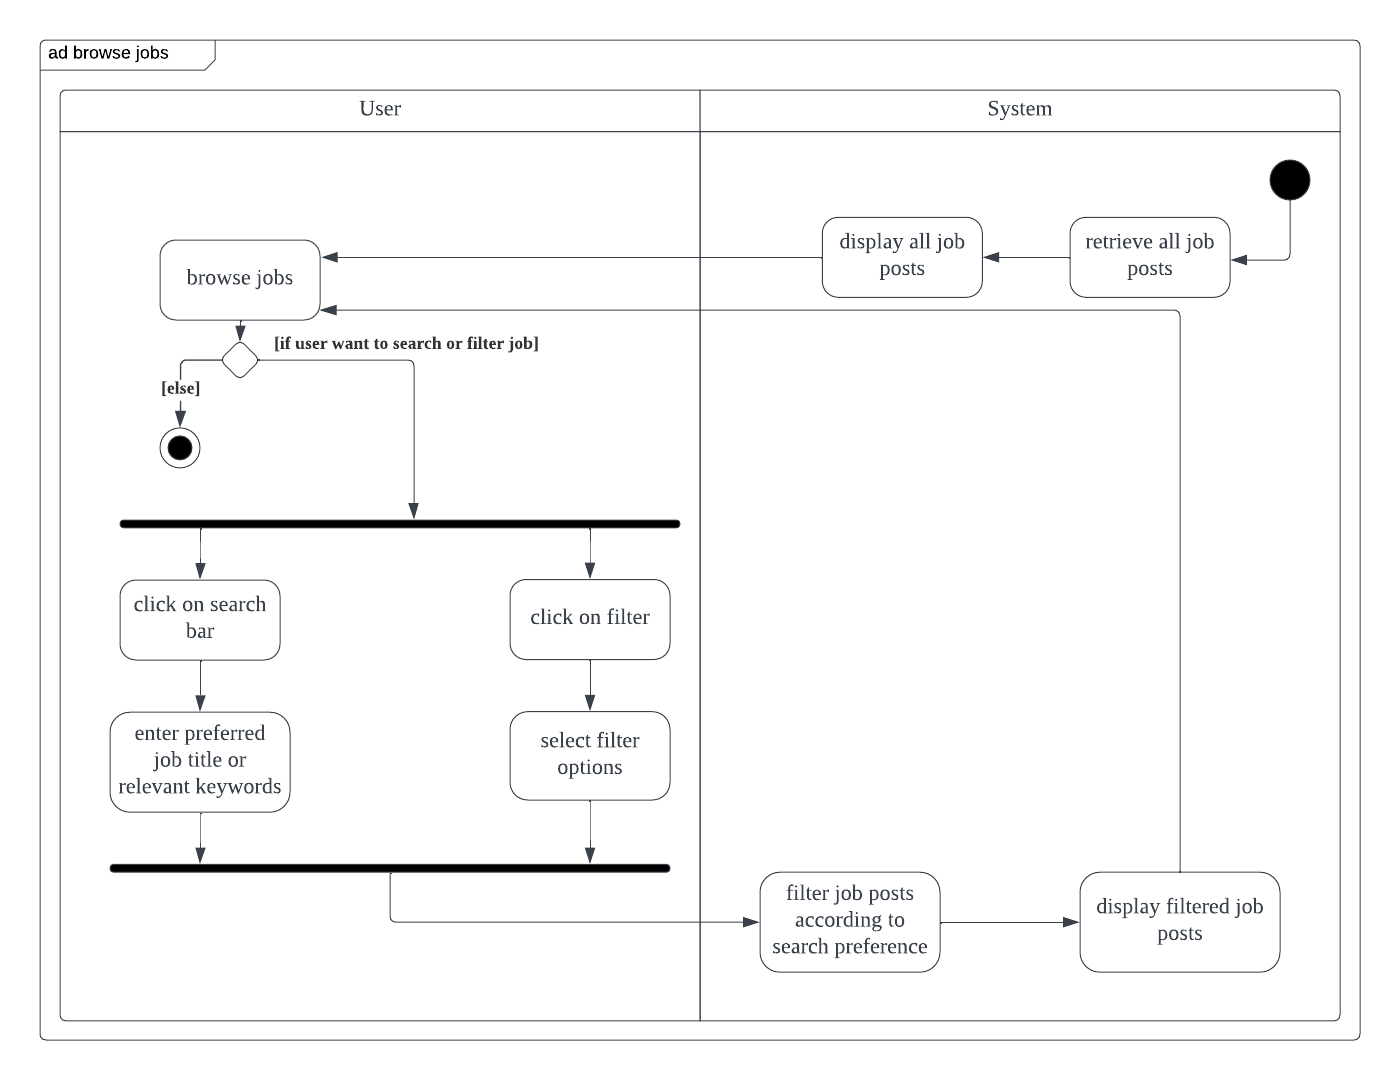 ad browse jobs
User
System
display all job
posts
retrieve all job
posts
browse jobs
[if user want to search or filter job]
[else]
click on search
bar
click on filter
enter preferred
job title or
relevant keywords
select filter
options
filter job posts
according to
search preference
display filtered job
posts